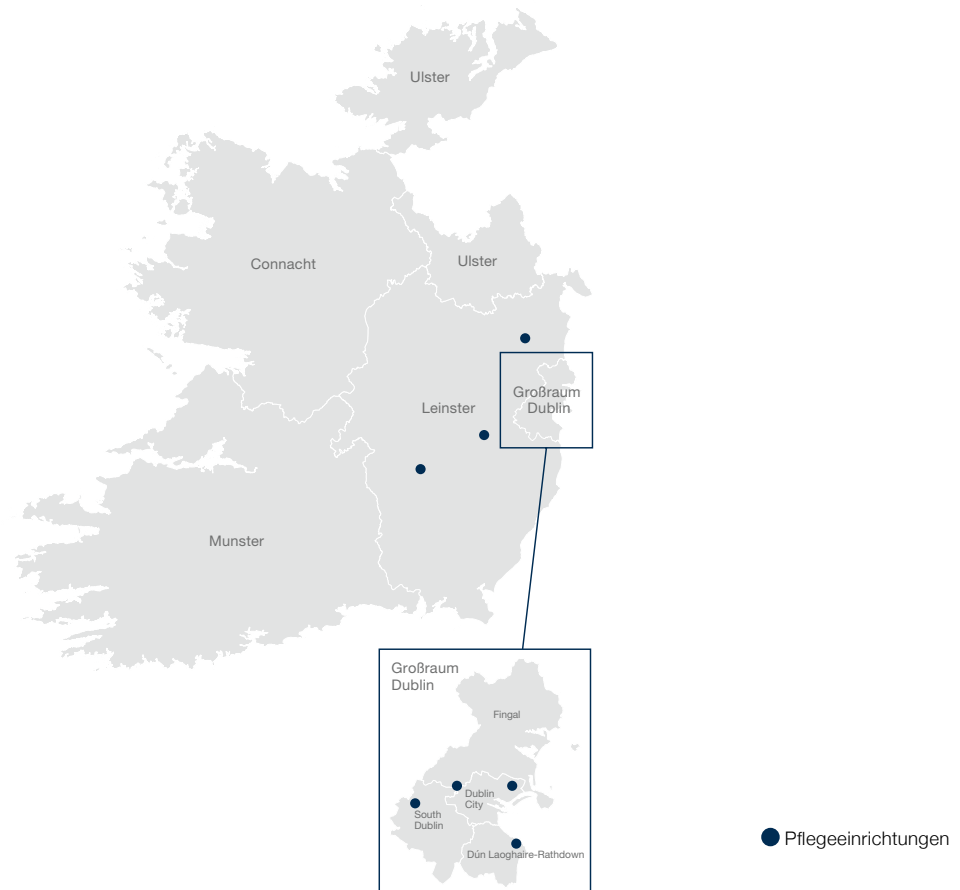 Ulster
Connacht
Ulster
Großraum
Dublin
Leinster
Munster
Großraum
Dublin
Fingal
Dublin
City
South
Dublin
Dún Laoghaire-Rathdown
Pflegeeinrichtungen